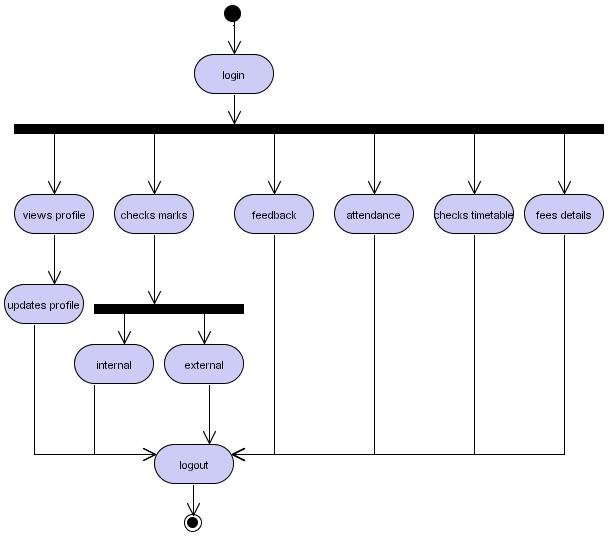 login
views profile
checks marks
feedback
attendance
checks timetable
fees details
updates profile
internal
external
logout